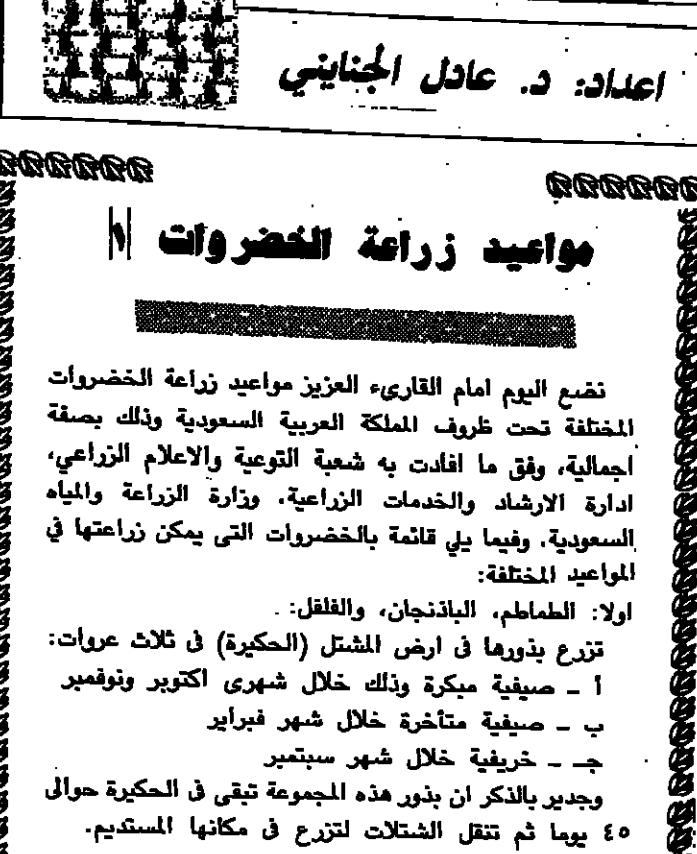 اعداد: د. عادل الجنايني
مواعيد زراعة الخضروات ١
نضع اليوم امام القارىء العزيز مواعيد زراعة الخضروات
المختلفة تحت ظروف المملكة العربية السعودية وذلك بصفة
اجمالية، وفق ما افادت به شعبة التوعية والاعلام الزراعي،
ادارة الارشاد والخدمات الزراعية، وزارة الزراعة والمياه
السعودية. وفيما يلي قائمة بالخضروات التى يمكن زراعتها في
المواعيد المختلفة:
اولا: الطماطم، الباذنجان، والفلفل:
تزرع بذورها فى ارض المشتل (الحكيرة) فى ثلاث عروات:
أ ـ صيفية مبكرة وذلك خلال شهرى اكتوبر ونوفمبر
ب ـ صيفية متأخرة خلال شهر فبراير
جـ ـ خريفية خلال شهر سبتمبر
وجدير بالذكر ان بذور هذه المجموعة تبقى فى الحكيرة حوالى
٤٥ يوما ثم تنقل الشتلات لتزرع فى مكانها المستديم.